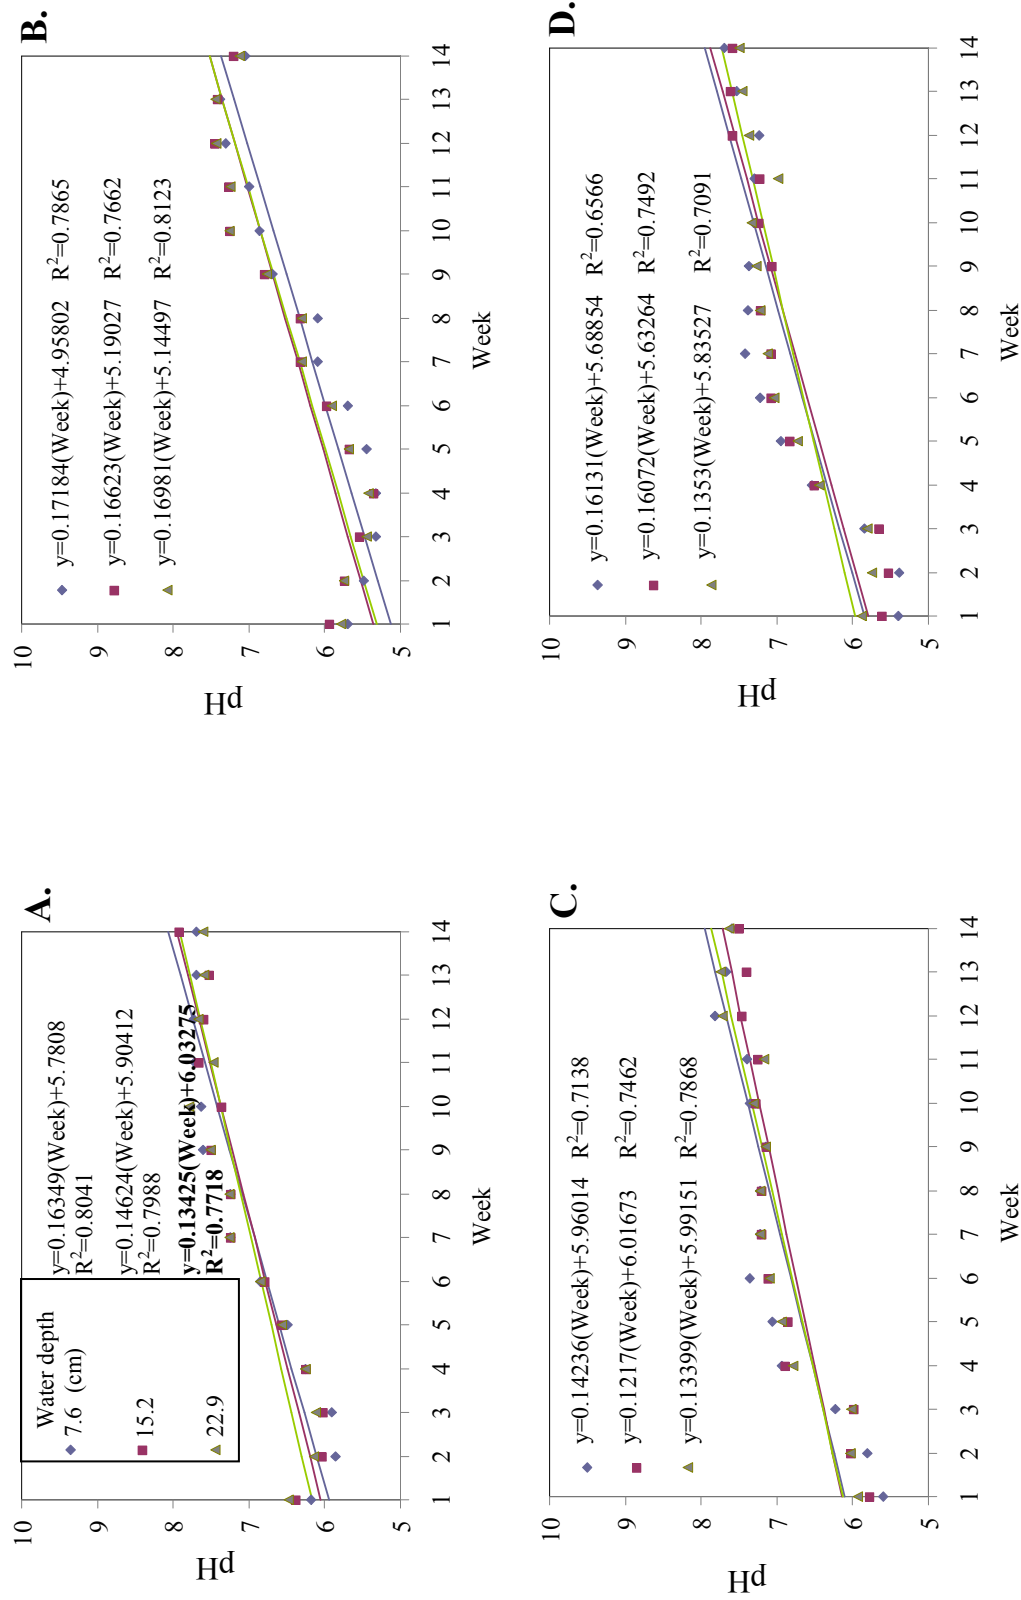 A.
Water depth
7.6 (cm)
15.2
22.9
y=0.16349(Week)+5.7808
R²=0.8041
y=0.14624(Week)+5.90412
R²=0.7988
y=0.13425(Week)+6.03275
R²=0.7718
pH
10
9
8
7
6
5
1 2 3 4 5 6 7 8 9 10 11 12 13 14
Week
B.
y=0.17184(Week)+4.95802 R²=0.7865
y=0.16623(Week)+5.19027 R²=0.7662
y=0.16981(Week)+5.14497 R²=0.8123
pH
10
9
8
7
6
5
1 2 3 4 5 6 7 8 9 10 11 12 13 14
Week
C.
y=0.14236(Week)+5.96014 R²=0.7138
y=0.1217(Week)+6.01673 R²=0.7462
y=0.13399(Week)+5.99151 R²=0.7868
pH
10
9
8
7
6
5
1 2 3 4 5 6 7 8 9 10 11 12 13 14
Week
D.
y=0.16131(Week)+5.68854 R²=0.6566
y=0.16072(Week)+5.63264 R²=0.7492
y=0.1353(Week)+5.83527 R²=0.7091
pH
10
9
8
7
6
5
1 2 3 4 5 6 7 8 9 10 11 12 13 14
Week